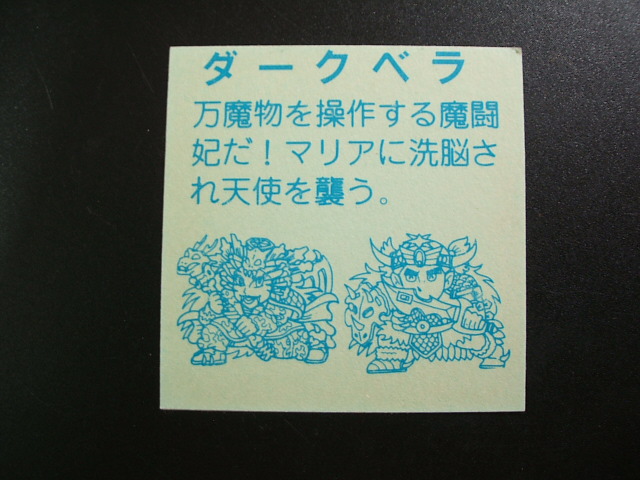 ダークベラ
万魔物を操作する魔闘
妃だ！マリアに洗脳さ
れ天使を襲う。